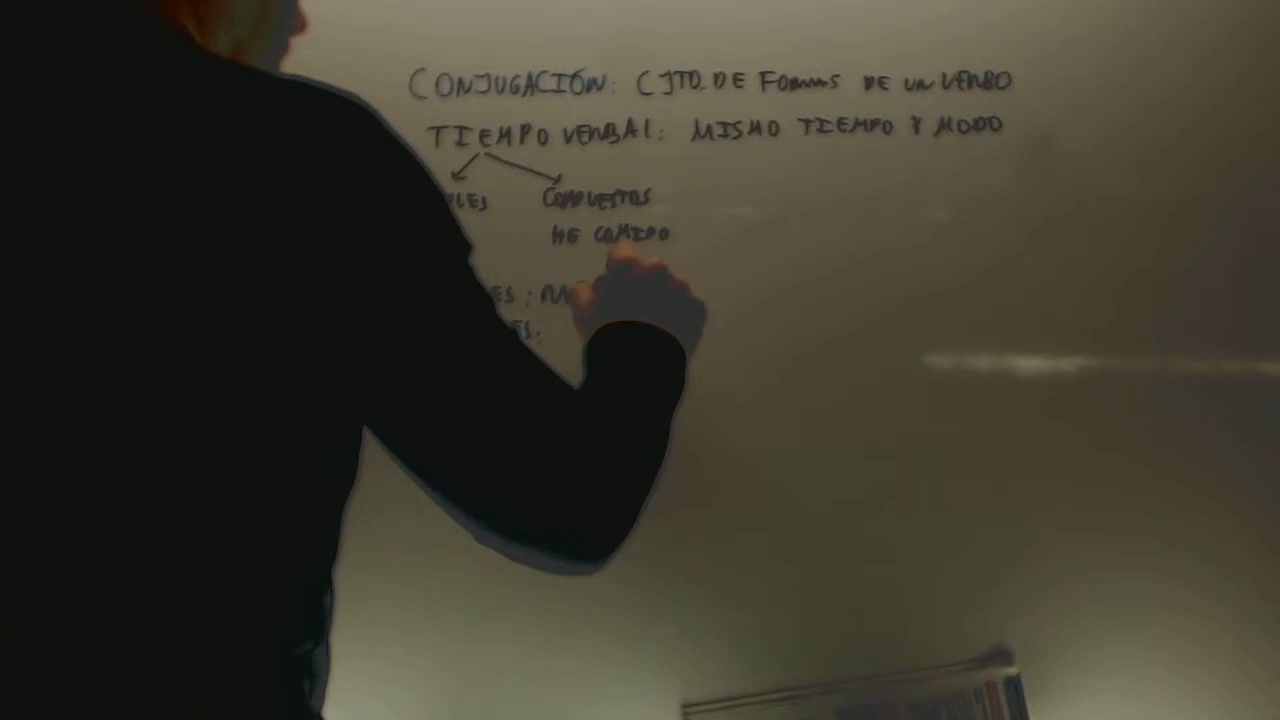 CONJUGACIÓN: CJTO. DE FORMAS DE UN VERBO
TIEMPO VERBAL: MISMO TIEMPO Y MODO
COMPUESTOS
HE COMIDO